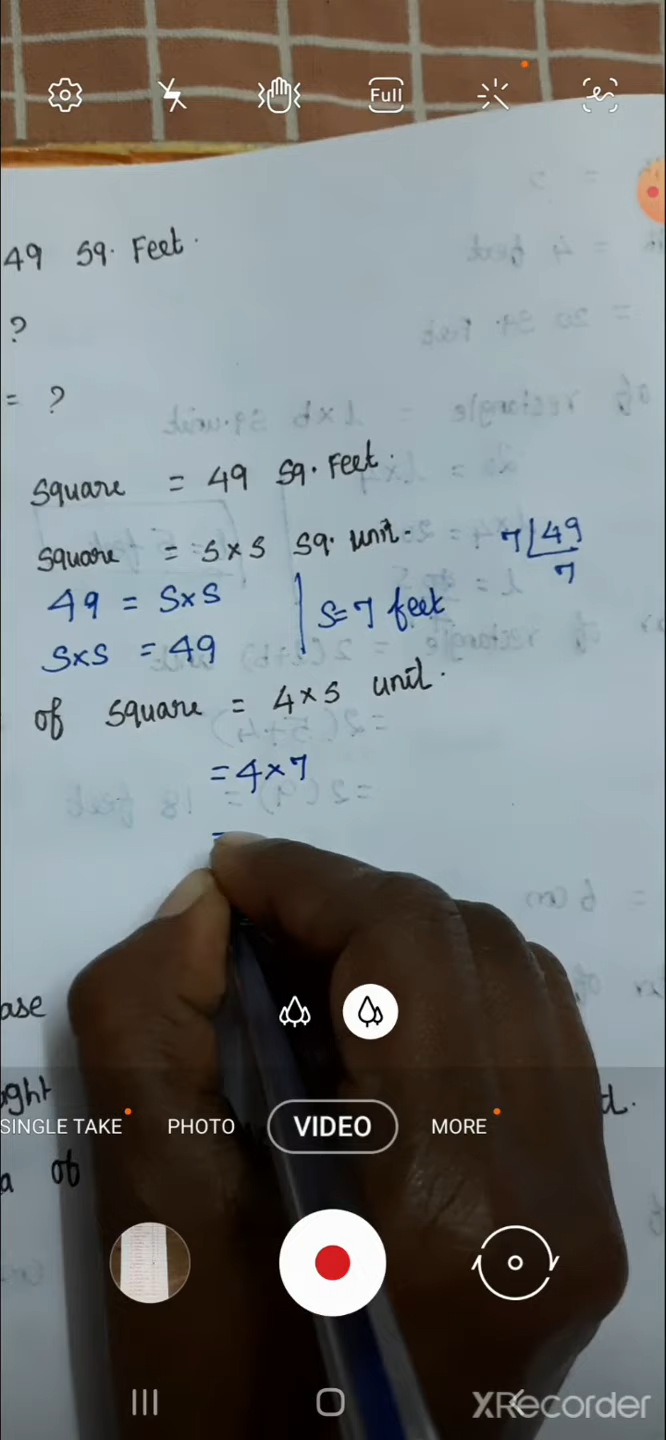 Full
49 Sq. Feet.
?
= ?
Square = 49 Sq. Feet.
Square = S×S Sq. unit.
7 49
7
49 = S×S
S×S = 49
S=7 feet
of Square = 4×S unit.
= 4×7
=
ase
ght
d.
a of
SINGLE TAKE PHOTO VIDEO MORE
XRecorder